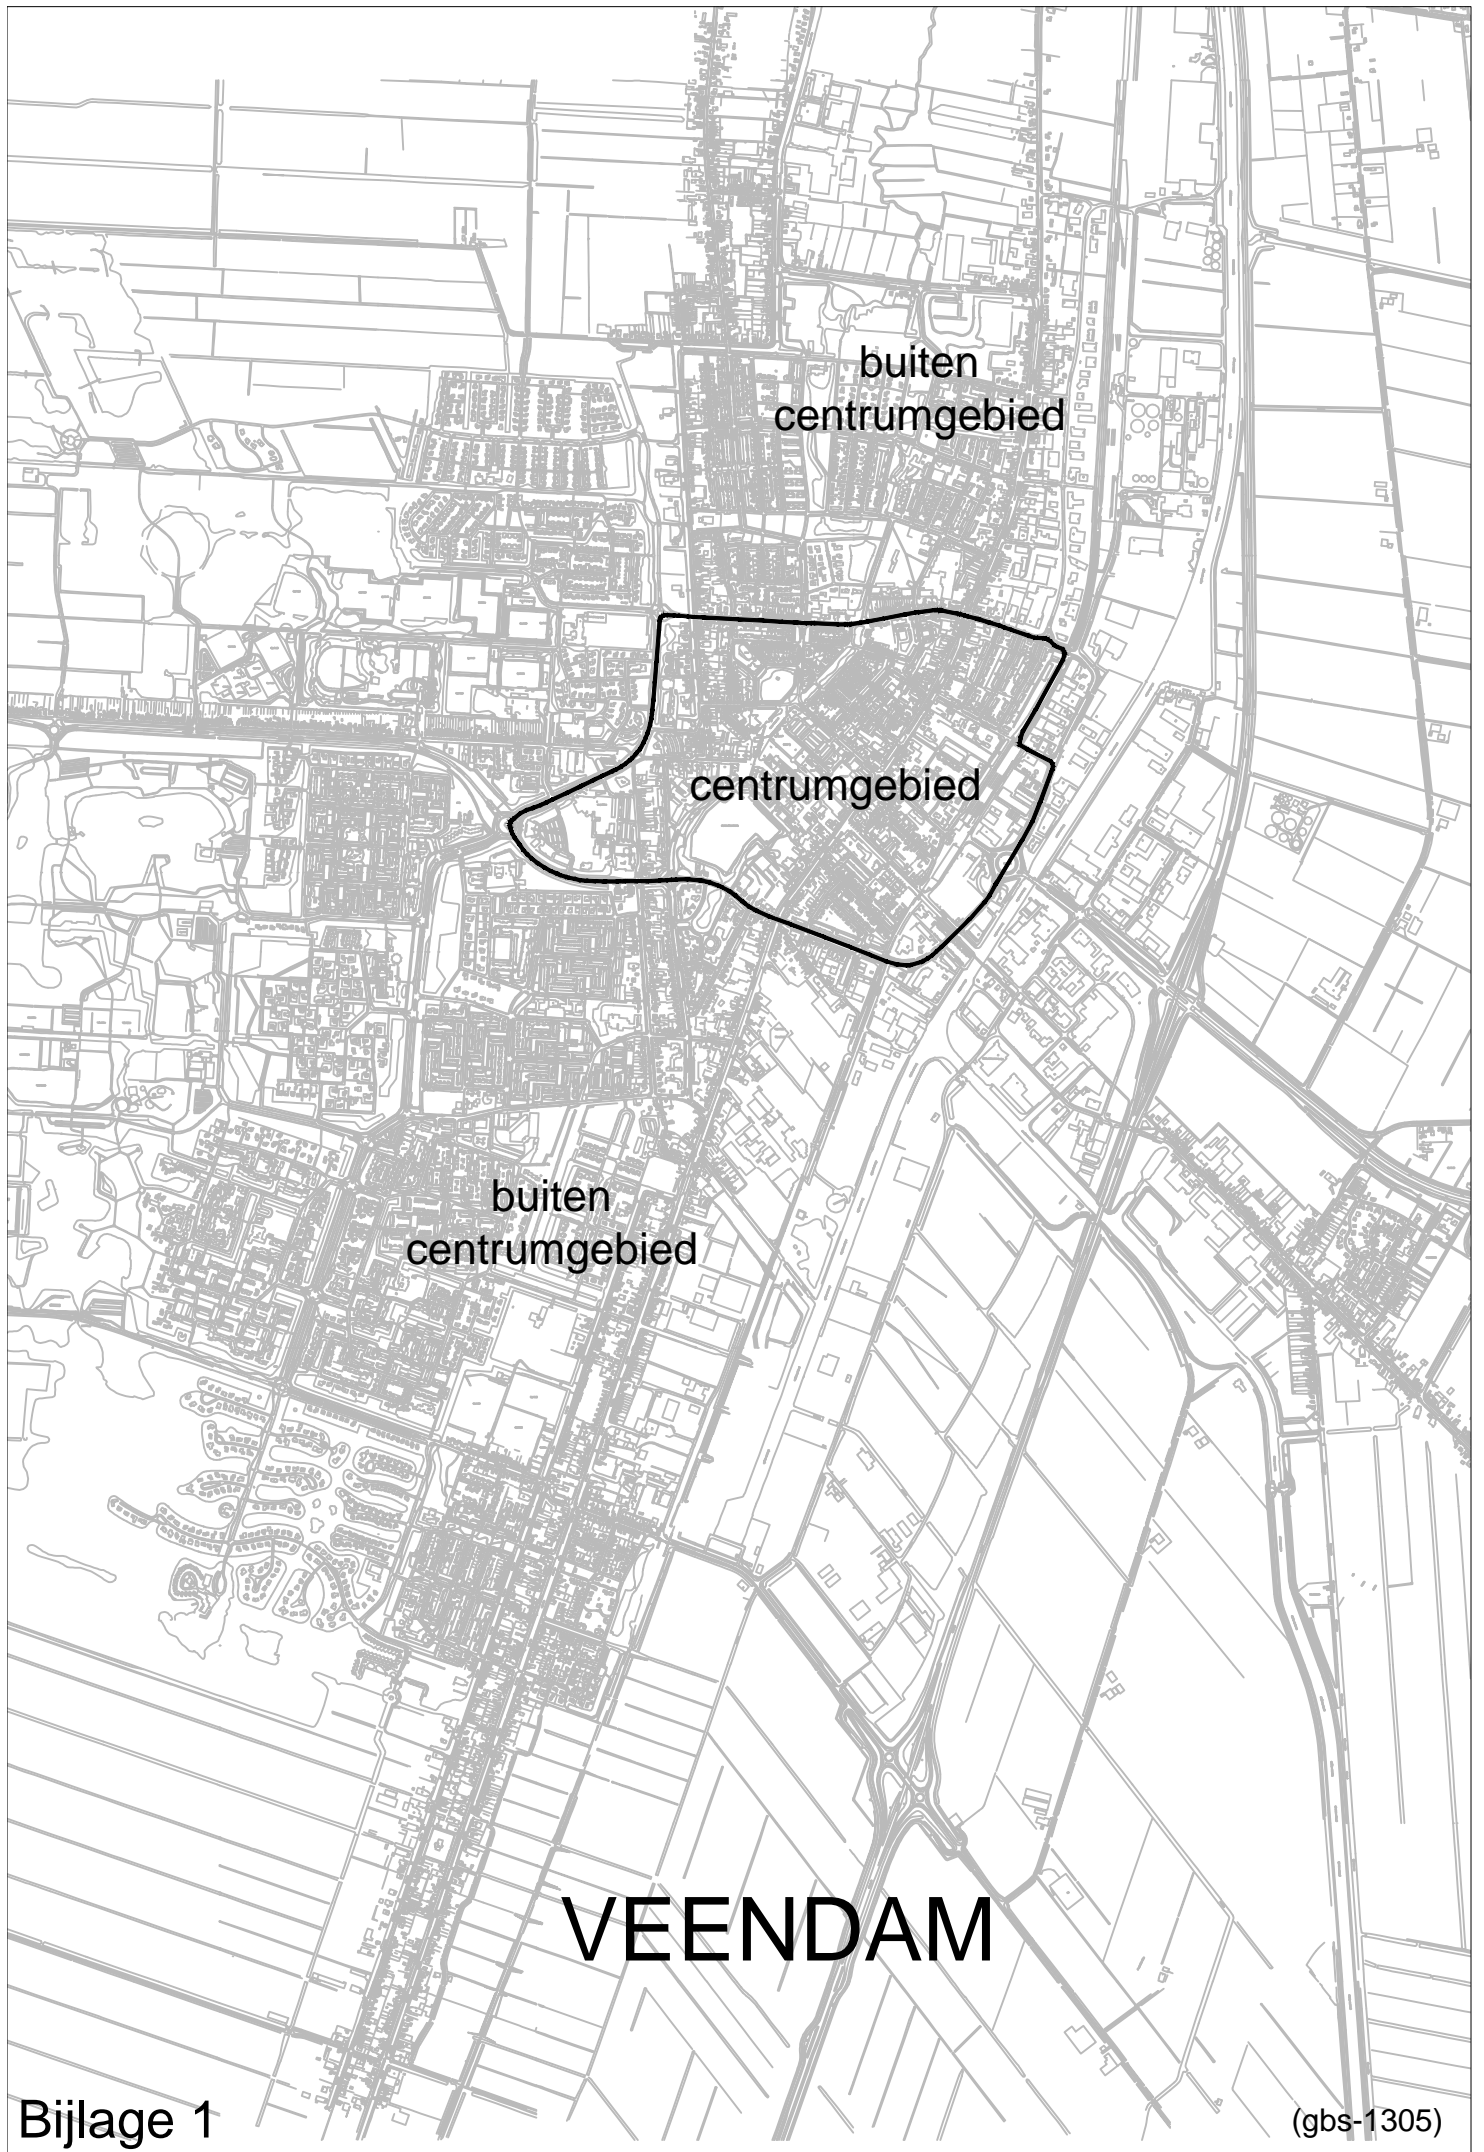 buiten
centrumgebied
centrumgebied
buiten
centrumgebied
VEENDAM
Bijlage 1
(gbs-1305)